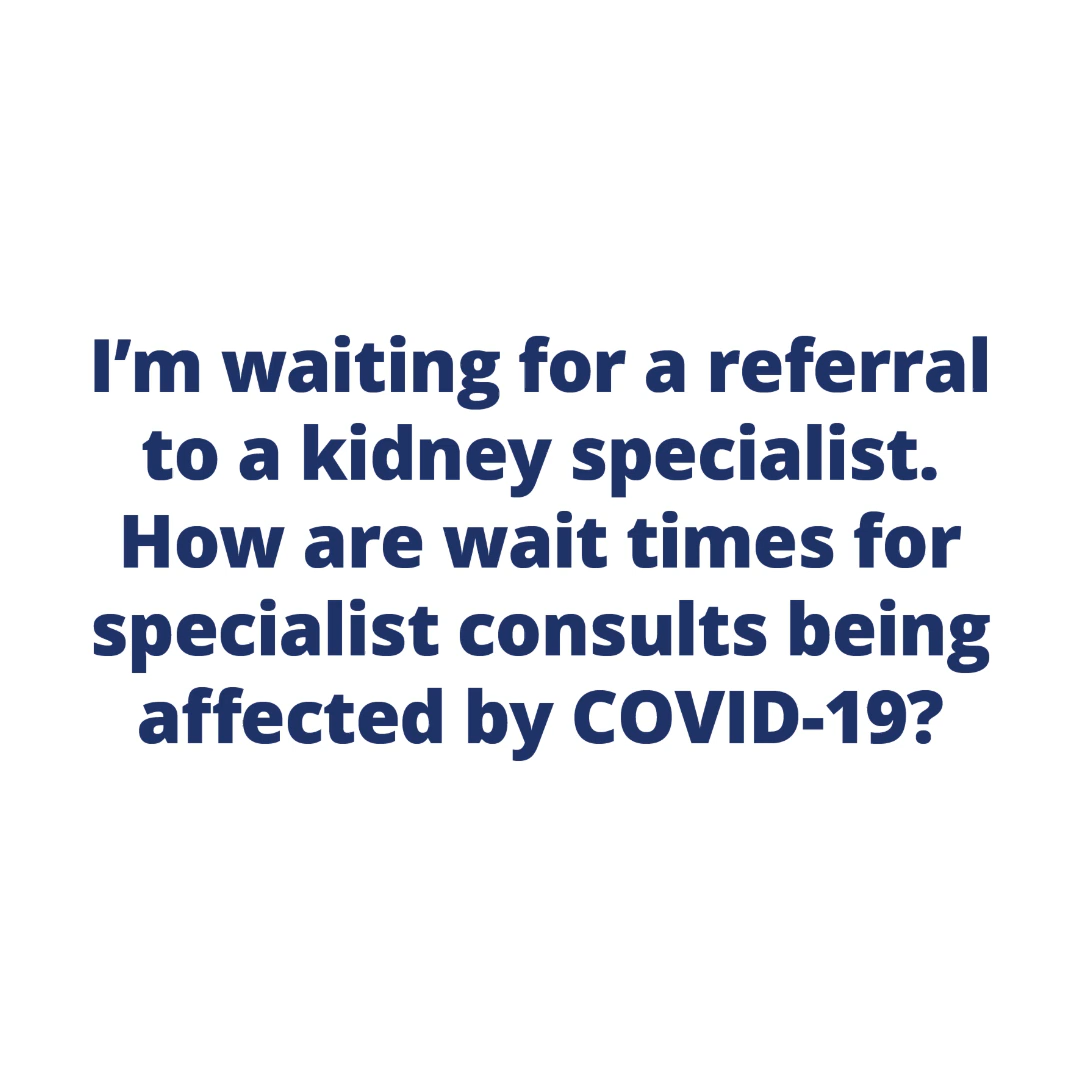 I’m waiting for a referral
to a kidney specialist.
How are wait times for
specialist consults being
affected by COVID-19?